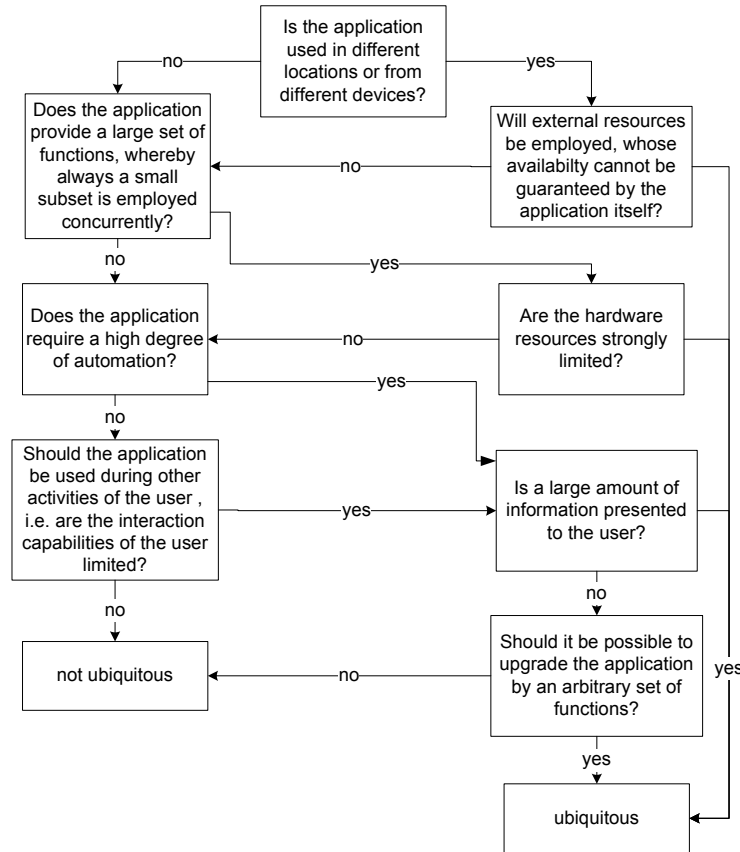 Is the application
used in different
locations or from
different devices?
no
yes
Does the application
provide a large set of
functions, whereby
always a small
subset is employed
concurrently?
Will external resources
be employed, whose
availabilty cannot be
guaranteed by the
application itself?
no
no
yes
Does the application
require a high degree
of automation?
Are the hardware
resources strongly
limited?
no
yes
no
Should the application
be used during other
activities of the user ,
i.e. are the interaction
capabilities of the user
limited?
Is a large amount of
information presented
to the user?
yes
no
no
not ubiquitous
Should it be possible to
upgrade the application
by an arbitrary set of
functions?
no
yes
yes
ubiquitous